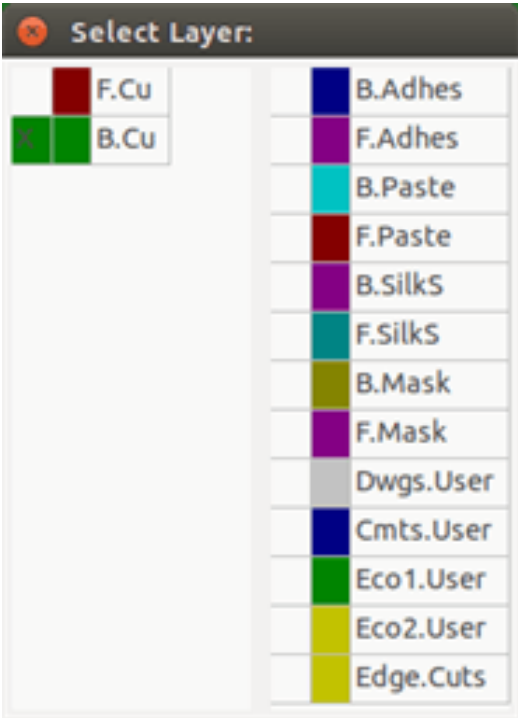 Select Layer:
F.Cu
X B.Cu
B.Adhes
F.Adhes
B.Paste
F.Paste
B.SilkS
F.SilkS
B.Mask
F.Mask
Dwgs.User
Cmts.User
Eco1.User
Eco2.User
Edge.Cuts